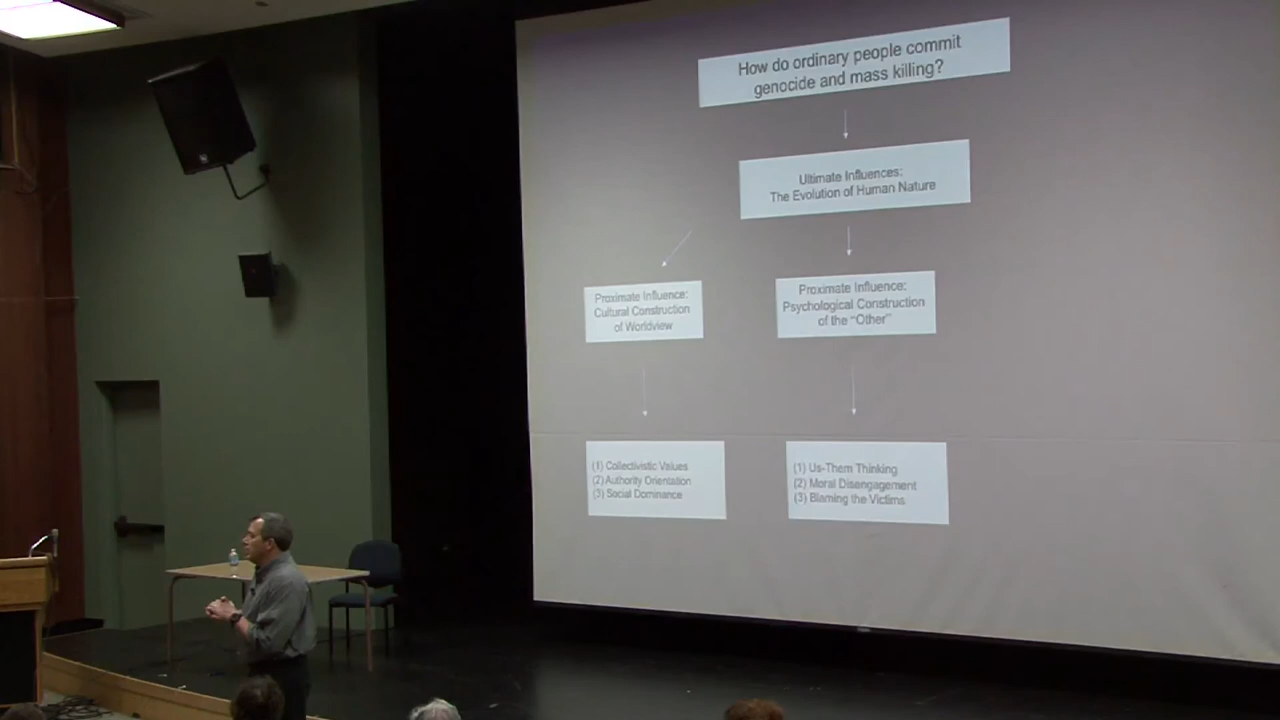 How do ordinary people commit
genocide and mass killing?
Ultimate Influences:
The Evolution of Human Nature
Proximate Influence:
Cultural Construction
of Worldview
Proximate Influence:
Psychological Construction
of the “Other”
(1) Collectivistic Values
(2) Authority Orientation
(3) Social Dominance
(1) Us-Them Thinking
(2) Moral Disengagement
(3) Blaming the Victims